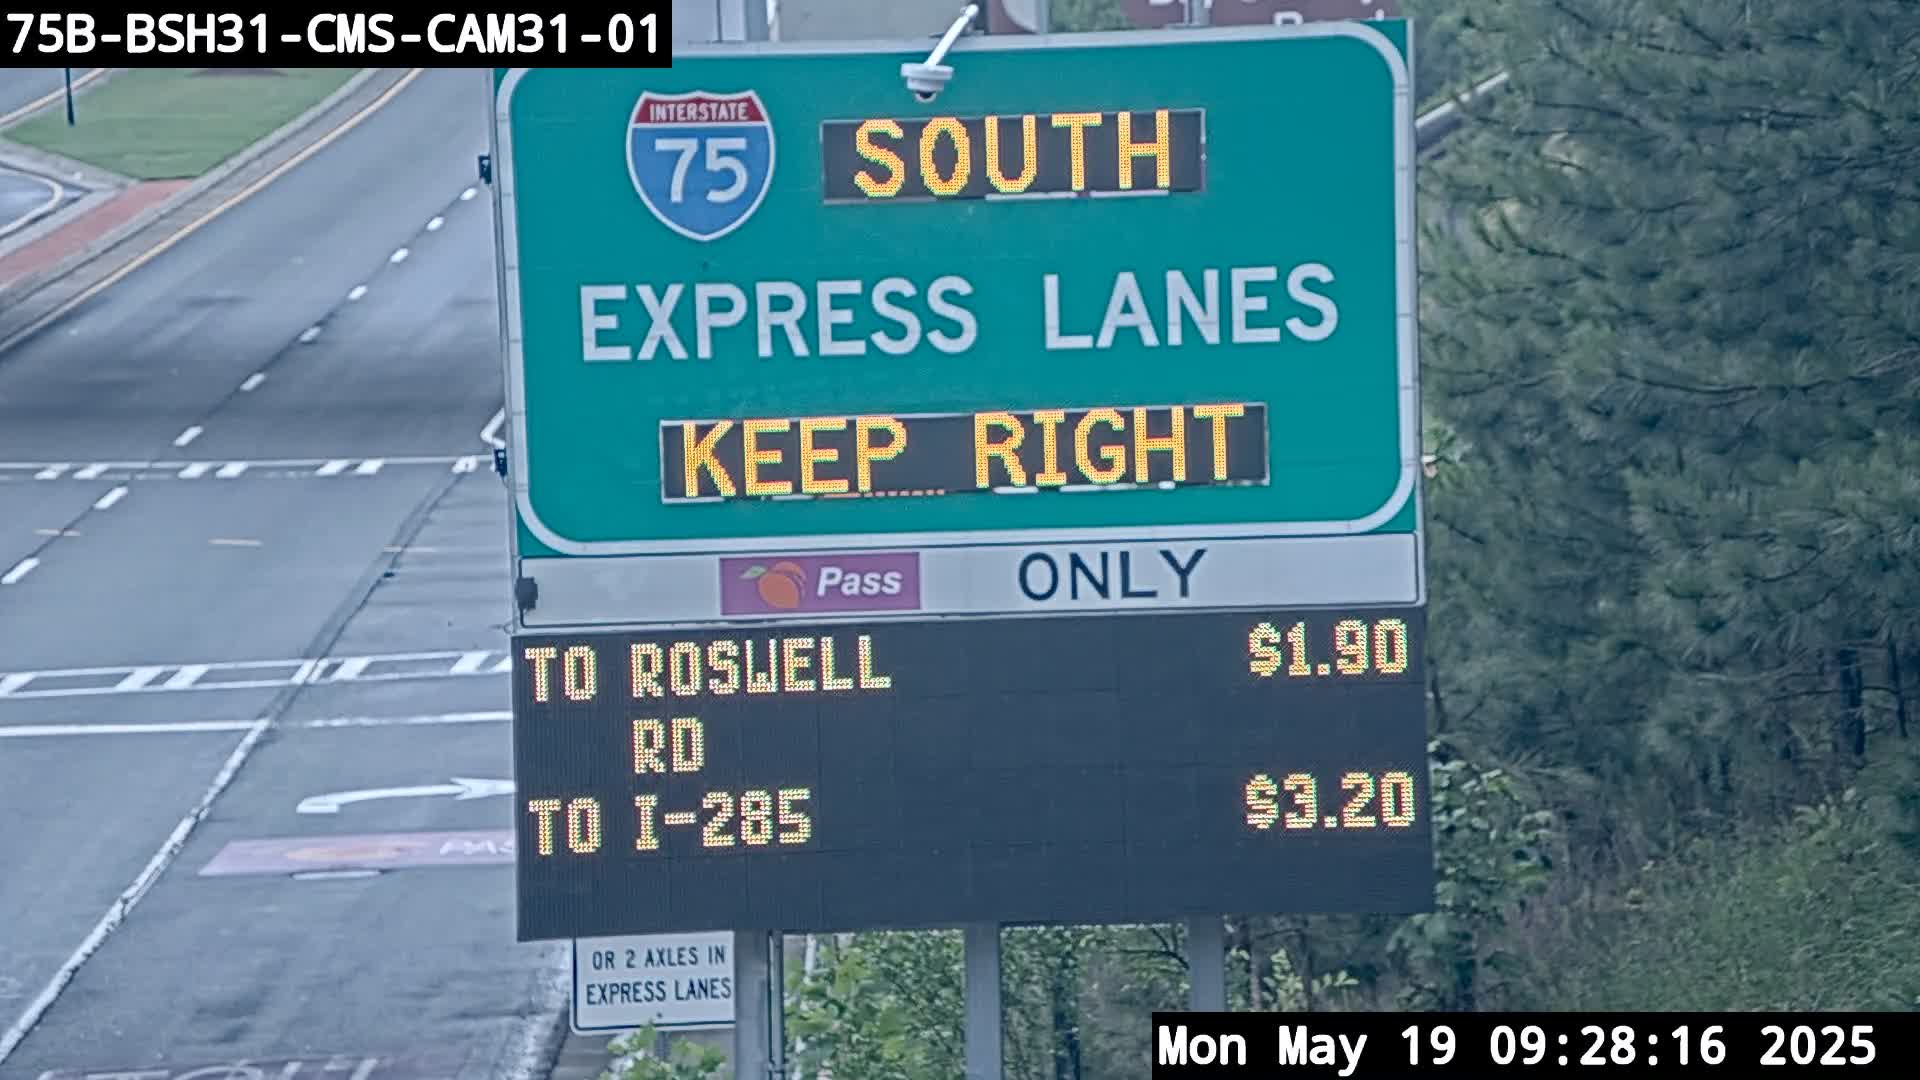 75B-BSH31-CMS-CAM31-01
INTERSTATE
75
SOUTH
EXPRESS LANES
KEEP RIGHT
Pass ONLY
TO ROSWELL $1.90
RD
TO I-285 $3.20
OR 2 AXLES IN
EXPRESS LANES
Mon May 19 09:28:16 2025